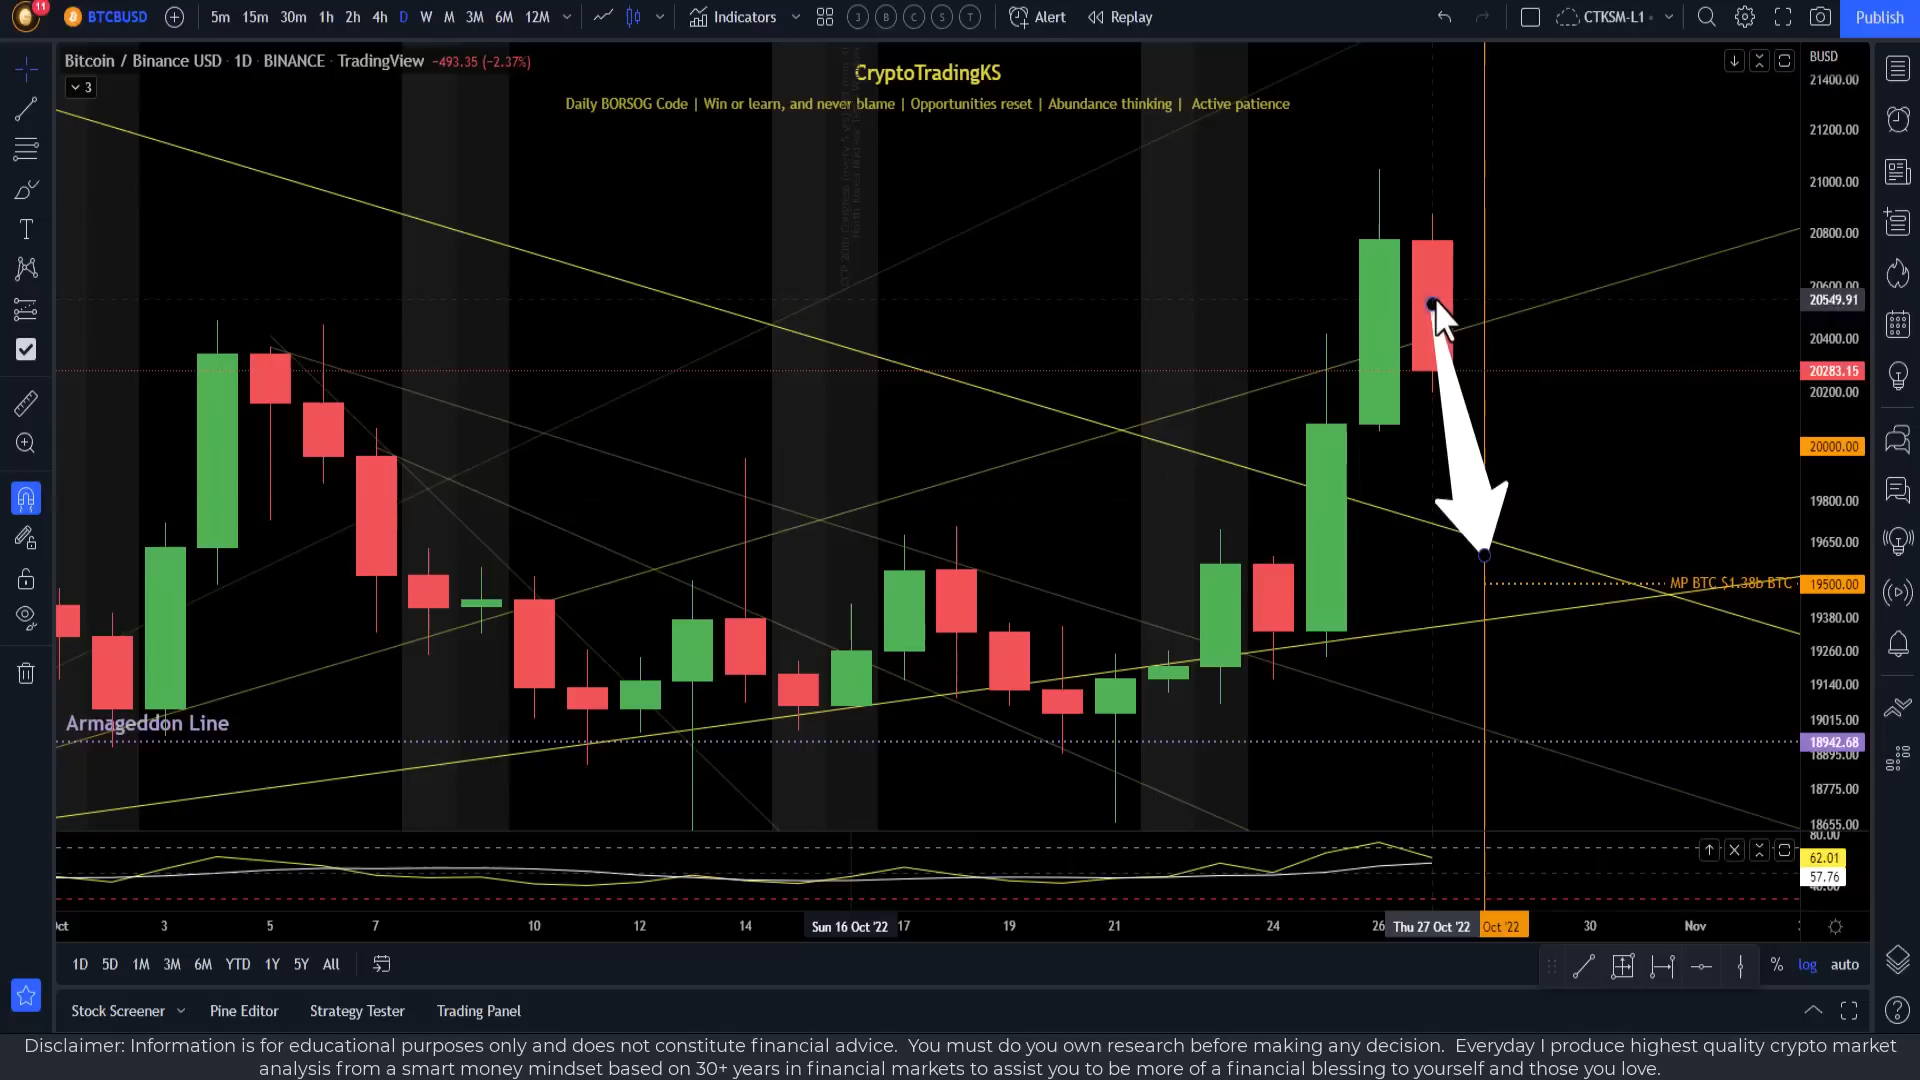 11
BTCBUSD
5m 15m 30m 1h 2h 4h D W M 3M 6M 12M
Indicators
J B C S T
Alert
Replay
CTKSM-L1
Publish
Bitcoin / Binance USD · 1D · BINANCE · TradingView −493.35 (−2.37%)
3
CryptoTradingKS
Daily BORSOG Code | Win or learn, and never blame | Opportunities reset | Abundance thinking | Active patience
BUSD
21400.00
21200.00
21000.00
20800.00
20600.00
20549.91
20400.00
20283.15
20200.00
20000.00
19800.00
19650.00
MP BTC $1.38b BTC
19500.00
19380.00
19260.00
19140.00
19015.00
Armageddon Line
18942.68
18895.00
18775.00
18655.00
80.00
62.01
57.76
40.00
3 5 7 10 12 14 Sun 16 Oct '22 17 19 21 24 26 Thu 27 Oct '22 Oct '22 30 Nov
1D 5D 1M 3M 6M YTD 1Y 5Y All
% log auto
Stock Screener Pine Editor Strategy Tester Trading Panel
Disclaimer: Information is for educational purposes only and does not constitute financial advice. You must do you own research before making any decision. Everyday I produce highest quality crypto market
analysis from a smart money mindset based on 30+ years in financial markets to assist you to be more of a financial blessing to yourself and those you love.